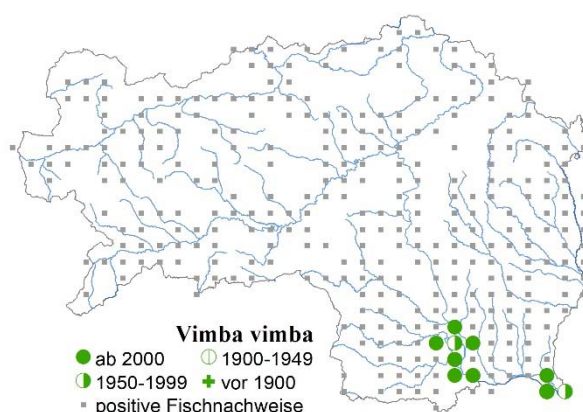 Vimba vimba
ab 2000 1900-1949
1950-1999 vor 1900
positive Fischnachweise